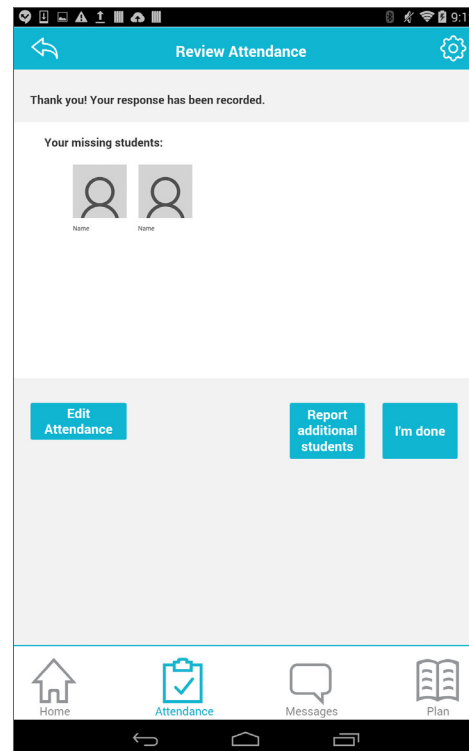 9:1
Review Attendance
Thank you! Your response has been recorded.
Your missing students:
Name Name
Edit
Attendance
Report
additional
students
I'm done
Home Attendance Messages Plan